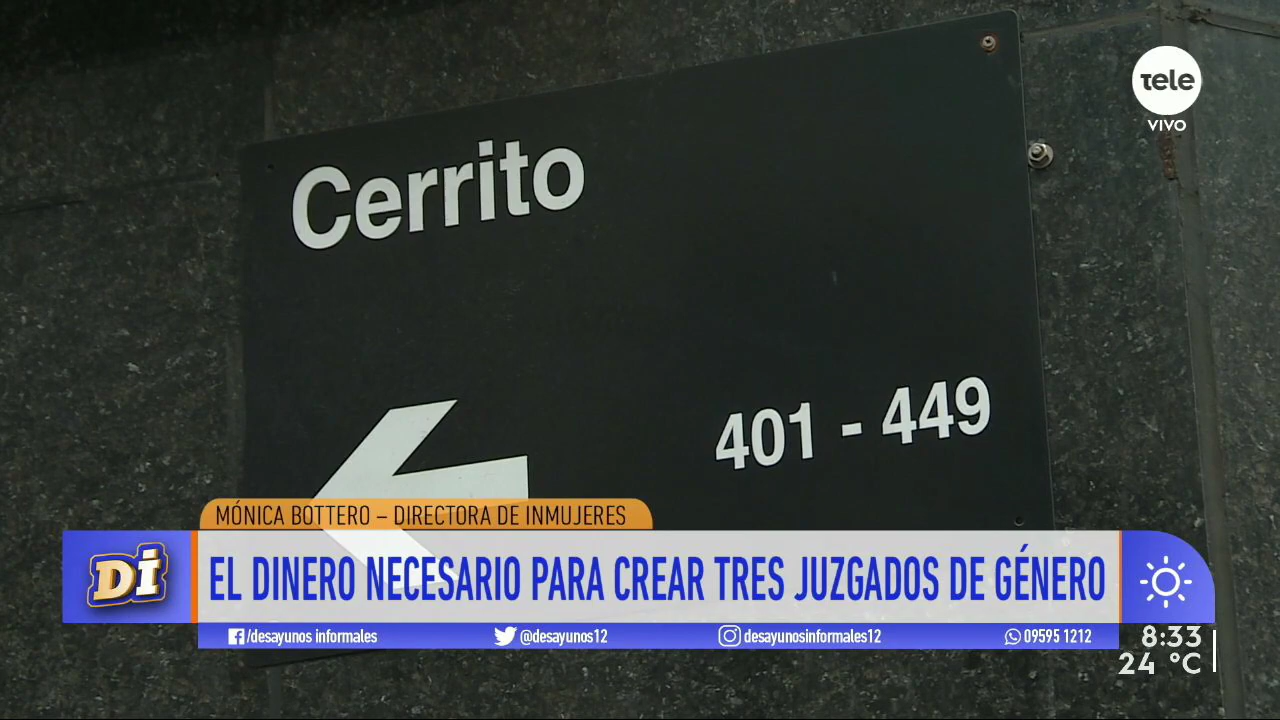 tele
VIVO
Cerrito
401 - 449
MÓNICA BOTTERO – DIRECTORA DE INMUJERES
Di
EL DINERO NECESARIO PARA CREAR TRES JUZGADOS DE GÉNERO
/desayunos informales
@desayunos12
desayunosinformales12
09595 1212
8:33
24 °C